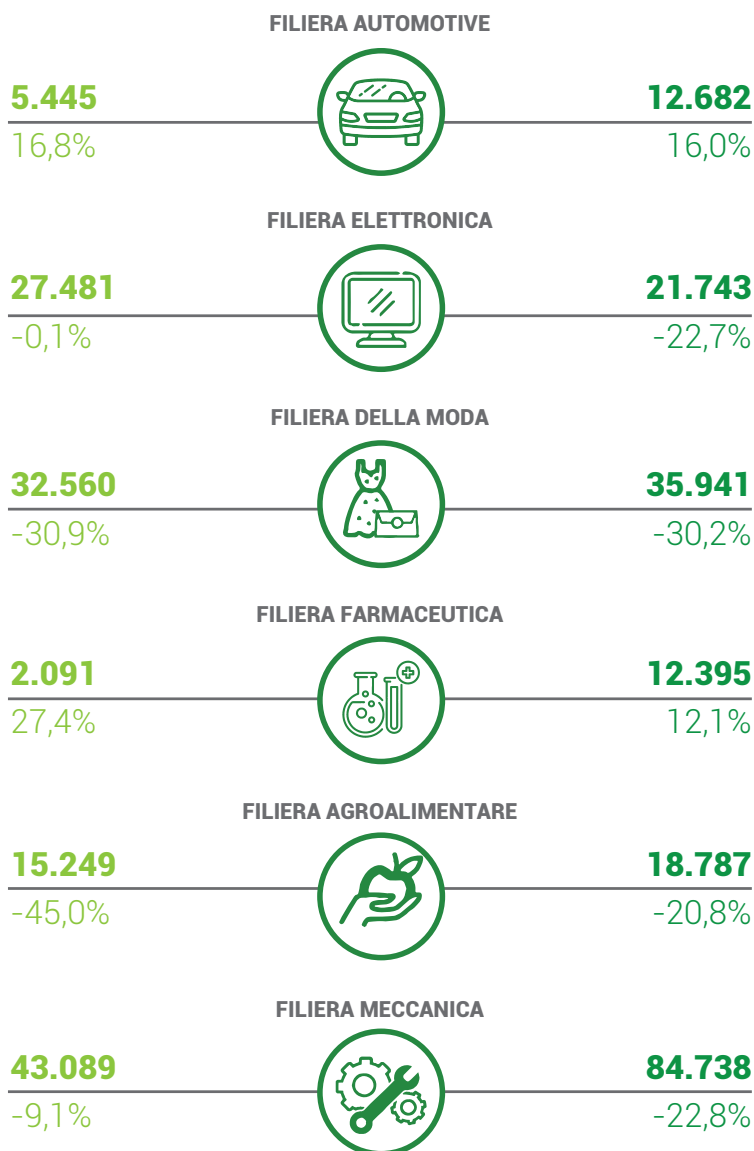 FILIERA AUTOMOTIVE
5.445 12.682
16,8% 16,0%
FILIERA ELETTRONICA
27.481 21.743
-0,1% -22,7%
FILIERA DELLA MODA
32.560 35.941
-30,9% -30,2%
FILIERA FARMACEUTICA
2.091 12.395
27,4% 12,1%
FILIERA AGROALIMENTARE
15.249 18.787
-45,0% -20,8%
FILIERA MECCANICA
43.089 84.738
-9,1% -22,8%